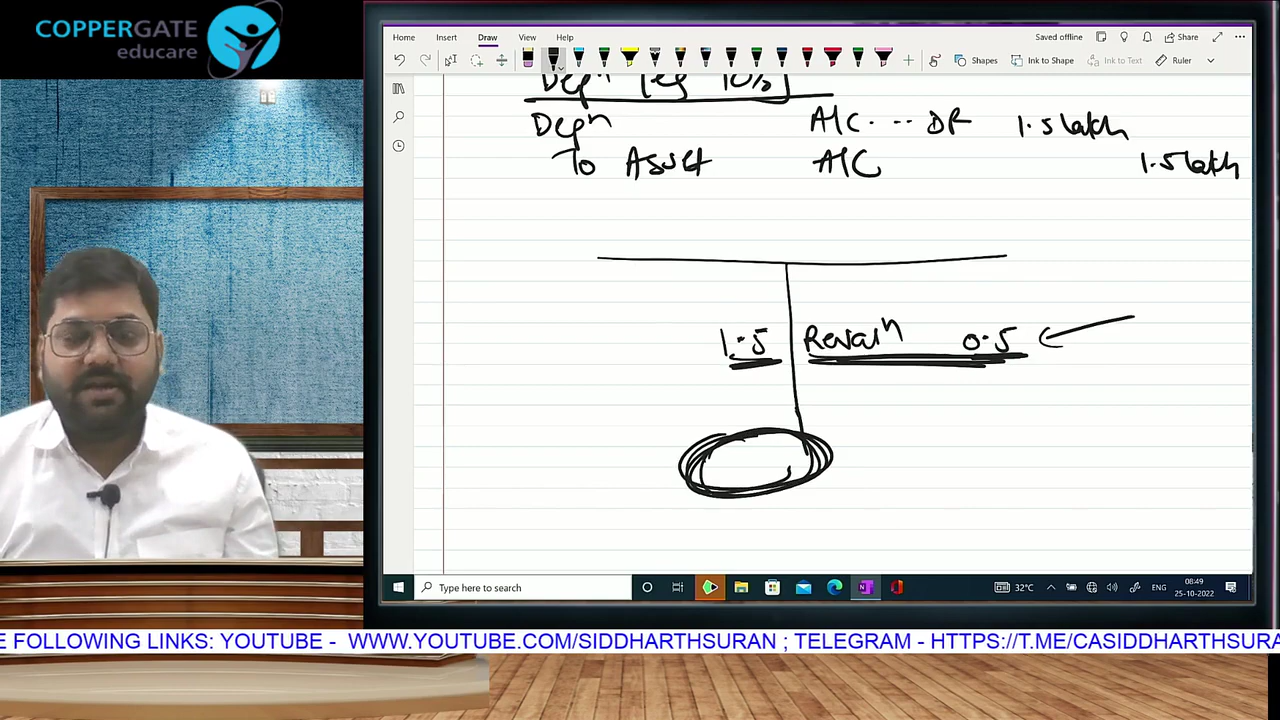 COPPERGATE
educare
Home Insert Draw View Help
Saved offline
Share
Shapes
Ink to Shape
Ink to Text
Ruler
Depⁿ [eg 10%]
Depⁿ A/C ... DR 1.5 lakh
To Asset A/C 1.5 lakh
1.5 Revalⁿ 0.5
Type here to search
32°C
ENG
08:49
25-10-2022
E FOLLOWING LINKS: YOUTUBE - WWW.YOUTUBE.COM/SIDDHARTHSURAN ; TELEGRAM - HTTPS://T.ME/CASIDDHARTHSURA